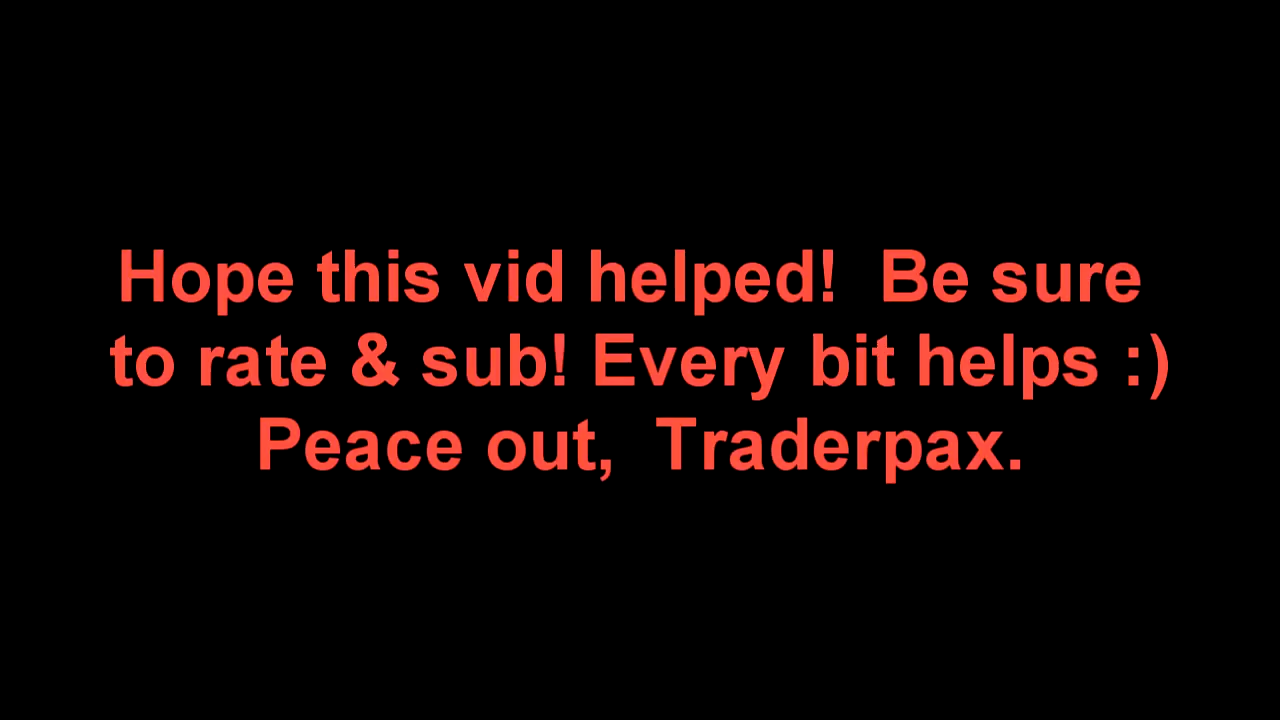 Hope this vid helped!  Be sure
to rate & sub! Every bit helps :)
Peace out,  Traderpax.